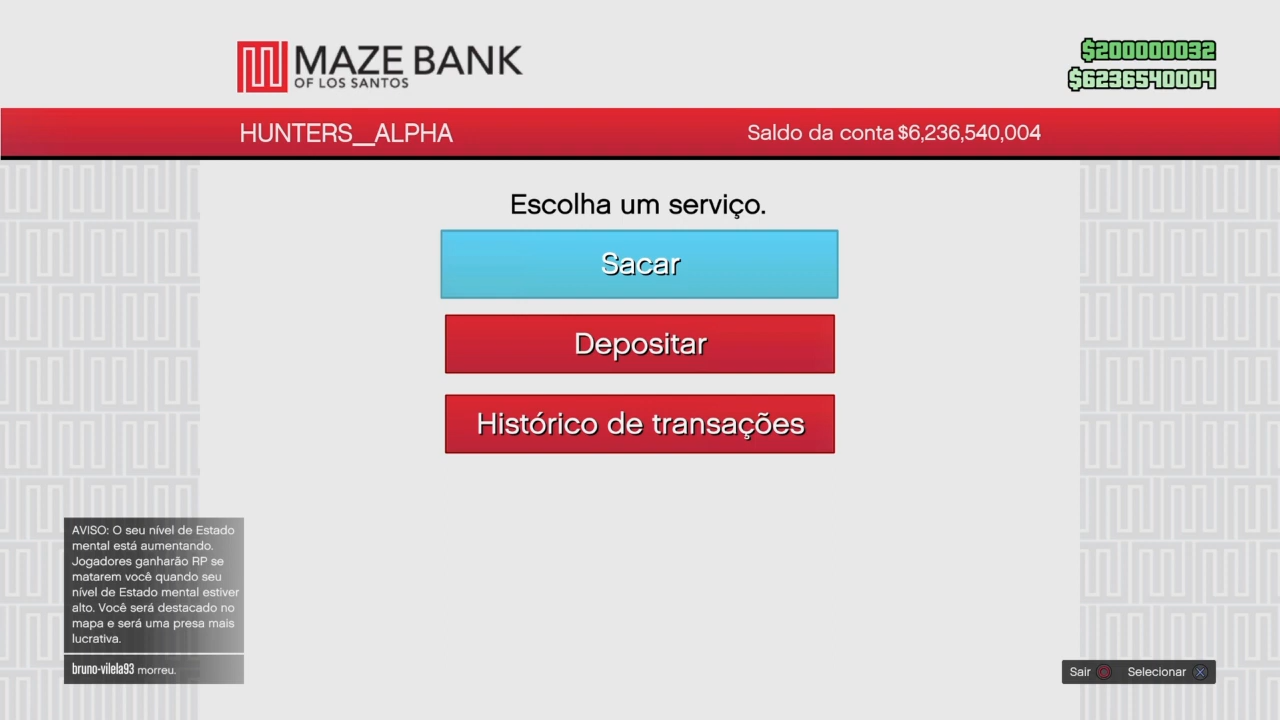 MAZE BANK
OF LOS SANTOS
$200000032
$6236540004
HUNTERS__ALPHA
Saldo da conta $6,236,540,004
Escolha um serviço.
Sacar
Depositar
Histórico de transações
AVISO: O seu nível de Estado
mental está aumentando.
Jogadores ganharão RP se
matarem você quando seu
nível de Estado mental estiver
alto. Você será destacado no
mapa e será uma presa mais
lucrativa.
bruno-vilela93 morreu.
Sair Selecionar